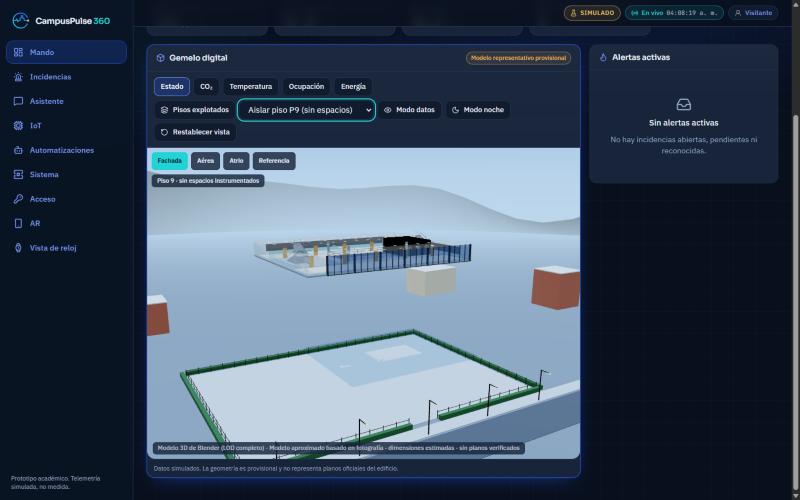 CampusPulse 360
SIMULADO
En vivo 04:08:19 a. m.
Visitante
Mando
Incidencias
Asistente
IoT
Automatizaciones
Sistema
Acceso
AR
Vista de reloj
Prototipo académico. Telemetría
simulada, no medida.
Gemelo digital
Modelo representativo provisional
Estado
CO₂
Temperatura
Ocupación
Energía
Pisos explotados
Aislar piso P9 (sin espacios)
Modo datos
Modo noche
Restablecer vista
Fachada
Aérea
Atrio
Referencia
Piso 9 · sin espacios instrumentados
Modelo 3D de Blender (LOD completo) · Modelo aproximado basado en fotografía · dimensiones estimadas · sin planos verificados
Datos simulados. La geometría es provisional y no representa planos oficiales del edificio.
Alertas activas
Sin alertas activas
No hay incidencias abiertas, pendientes ni
reconocidas.